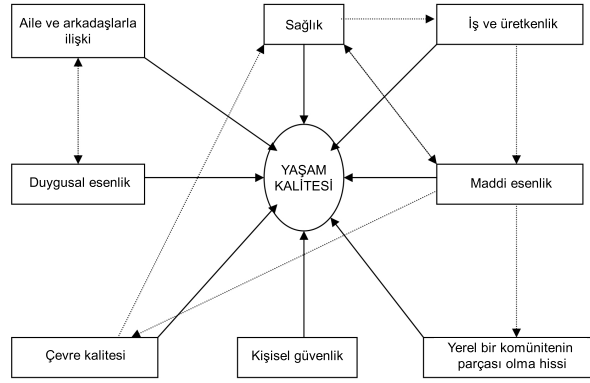 Aile ve arkadaşlarla
ilişki
Sağlık
İş ve üretkenlik
Duygusal esenlik
YAŞAM
KALİTESİ
Maddi esenlik
Çevre kalitesi
Kişisel güvenlik
Yerel bir komünitenin
parçası olma hissi